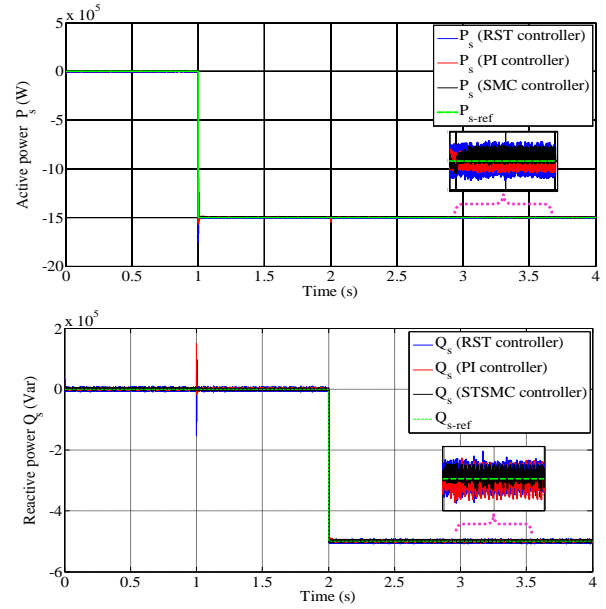 x 10^5
5
0
-5
-10
-15
-20
0 0.5 1 1.5 2 2.5 3 3.5 4
Time (s)
Active power P_s (W)
P_s (RST controller)
P_s (PI controller)
P_s (SMC controller)
P_s-ref
x 10^5
2
0
-2
-4
-6
0 0.5 1 1.5 2 2.5 3 3.5 4
Time (s)
Reactive power Q_s (Var)
Q_s (RST controller)
Q_s (PI controller)
Q_s (STSMC controller)
Q_s-ref